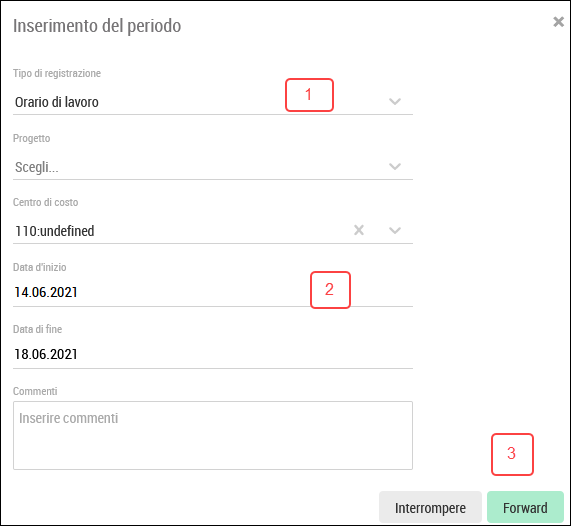 Inserimento del periodo
Tipo di registrazione
Orario di lavoro
1
Progetto
Scegli...
Centro di costo
110:undefined
Data d'inizio
14.06.2021
2
Data di fine
18.06.2021
Commenti
Inserire commenti
3
Interrompere
Forward